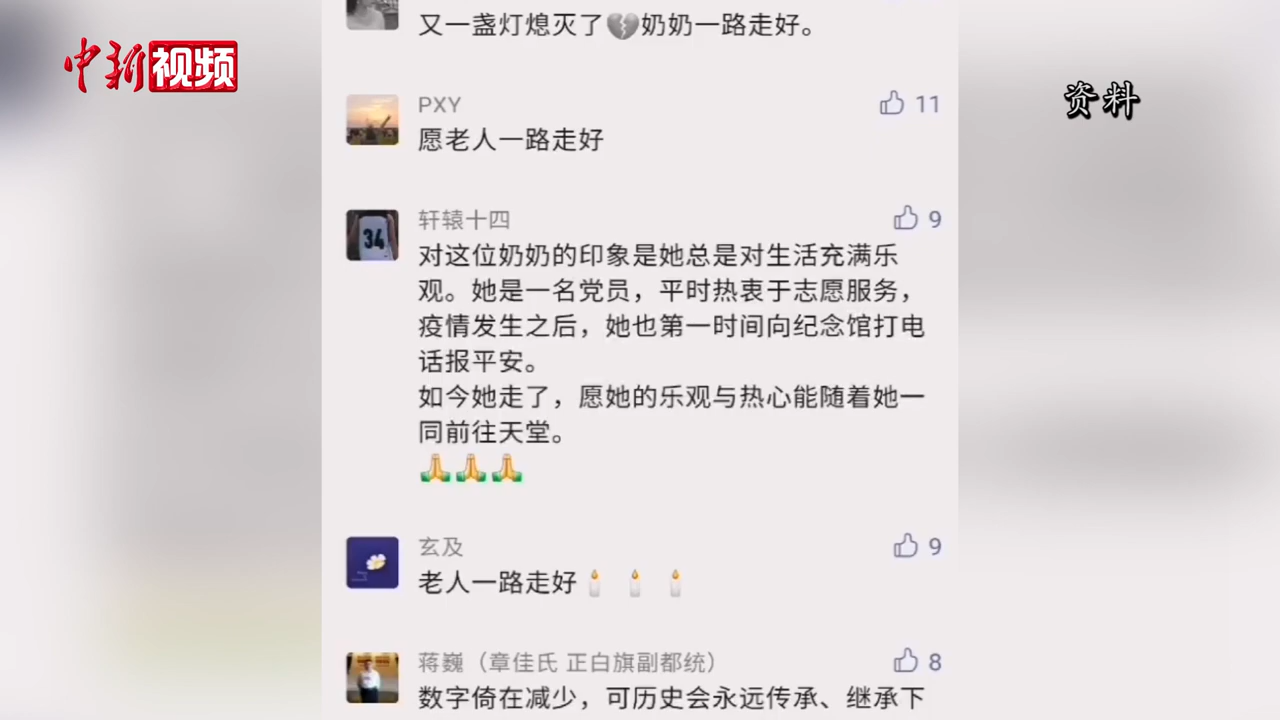 又一盏灯熄灭了💔奶奶一路走好。
中新视频
资料
PXY
11
愿老人一路走好
34
轩辕十四
9
对这位奶奶的印象是她总是对生活充满乐
观。她是一名党员，平时热衷于志愿服务，
疫情发生之后，她也第一时间向纪念馆打电
话报平安。
如今她走了，愿她的乐观与热心能随着她一
同前往天堂。
🙏🙏🙏
玄及
9
老人一路走好🕯🕯🕯
蒋巍（章佳氏 正白旗副都统）
8
数字倚在减少，可历史会永远传承、继承下